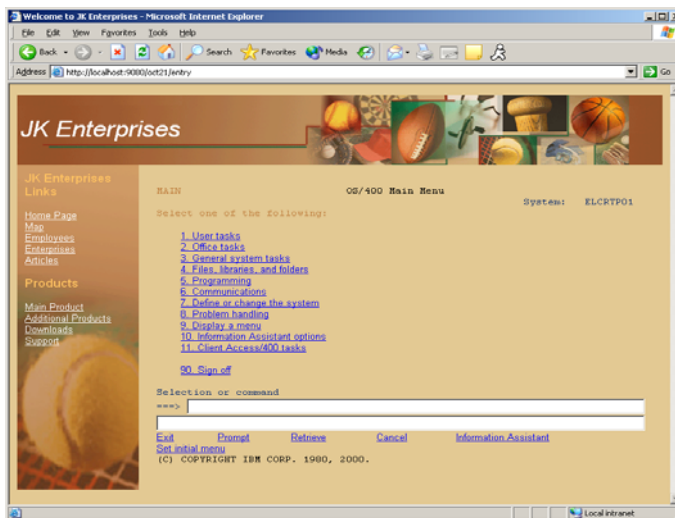 Welcome to JK Enterprises - Microsoft Internet Explorer
File Edit View Favorites Tools Help
Back Search Favorites Media
Address http://localhost:9080/oct21/entry Go
JK Enterprises
JK Enterprises
Links
Home Page
Map
Employees
Enterprises
Articles
Products
Main Product
Additional Products
Downloads
Support
MAIN OS/400 Main Menu
System: ELCRTP01
Select one of the following:
1. User tasks
2. Office tasks
3. General system tasks
4. Files, libraries, and folders
5. Programming
6. Communications
7. Define or change the system
8. Problem handling
9. Display a menu
10. Information Assistant options
11. Client Access/400 tasks
90. Sign off
Selection or command
===>
Exit Prompt Retrieve Cancel Information Assistant
Set initial menu
(C) COPYRIGHT IBM CORP. 1980, 2000.
Local intranet